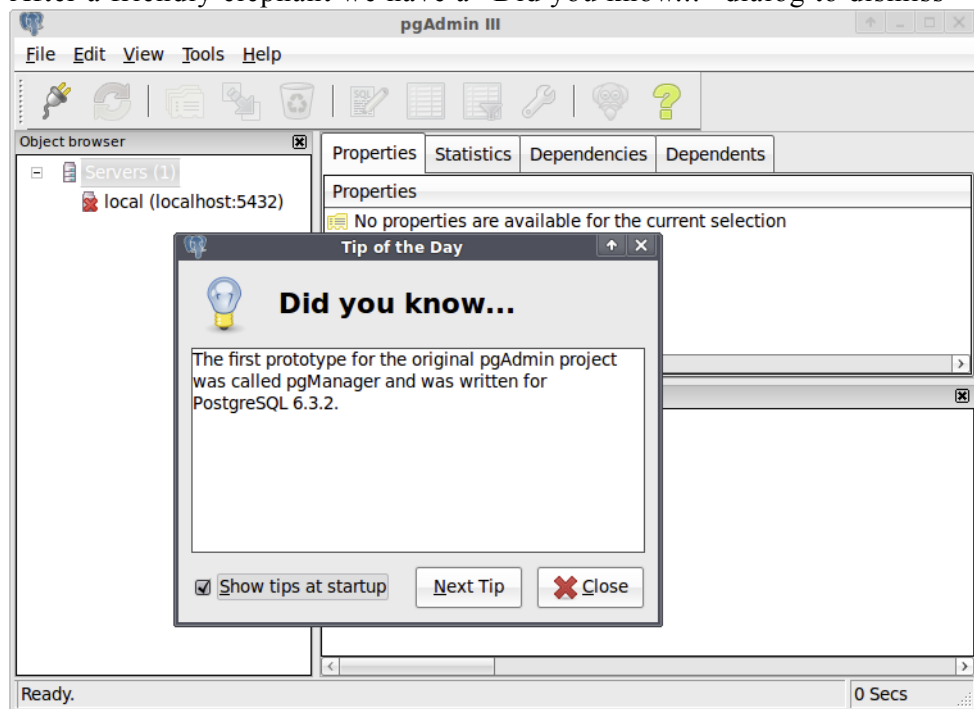 After a friendly elephant we have a "Did you know..." dialog to dismiss
pgAdmin III
File Edit View Tools Help
SQL
Object browser
Properties Statistics Dependencies Dependents
Servers (1)
Properties
local (localhost:5432)
No properties are available for the current selection
Tip of the Day
Did you know...
The first prototype for the original pgAdmin project
was called pgManager and was written for
PostgreSQL 6.3.2.
Show tips at startup
Next Tip
Close
Ready.
0 Secs